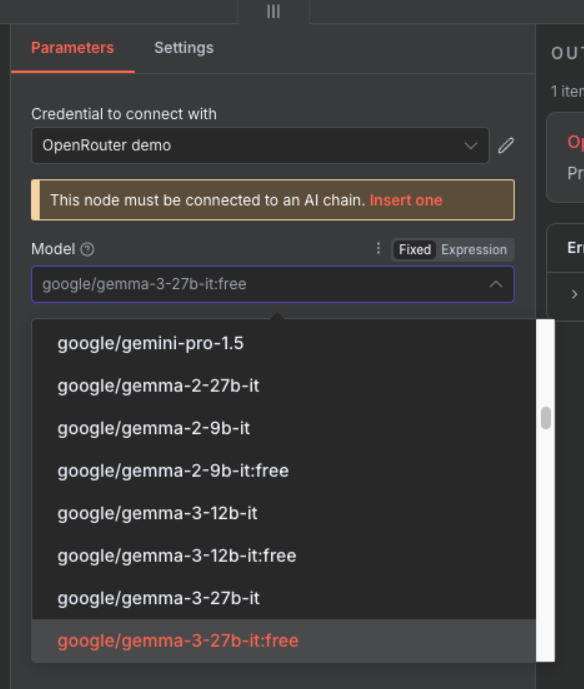 Parameters Settings
OUT
Credential to connect with
1 item
OpenRouter demo
Op
Pr
This node must be connected to an AI chain. Insert one
Model Fixed Expression
Err
google/gemma-3-27b-it:free
google/gemini-pro-1.5
google/gemma-2-27b-it
google/gemma-2-9b-it
google/gemma-2-9b-it:free
google/gemma-3-12b-it
google/gemma-3-12b-it:free
google/gemma-3-27b-it
google/gemma-3-27b-it:free